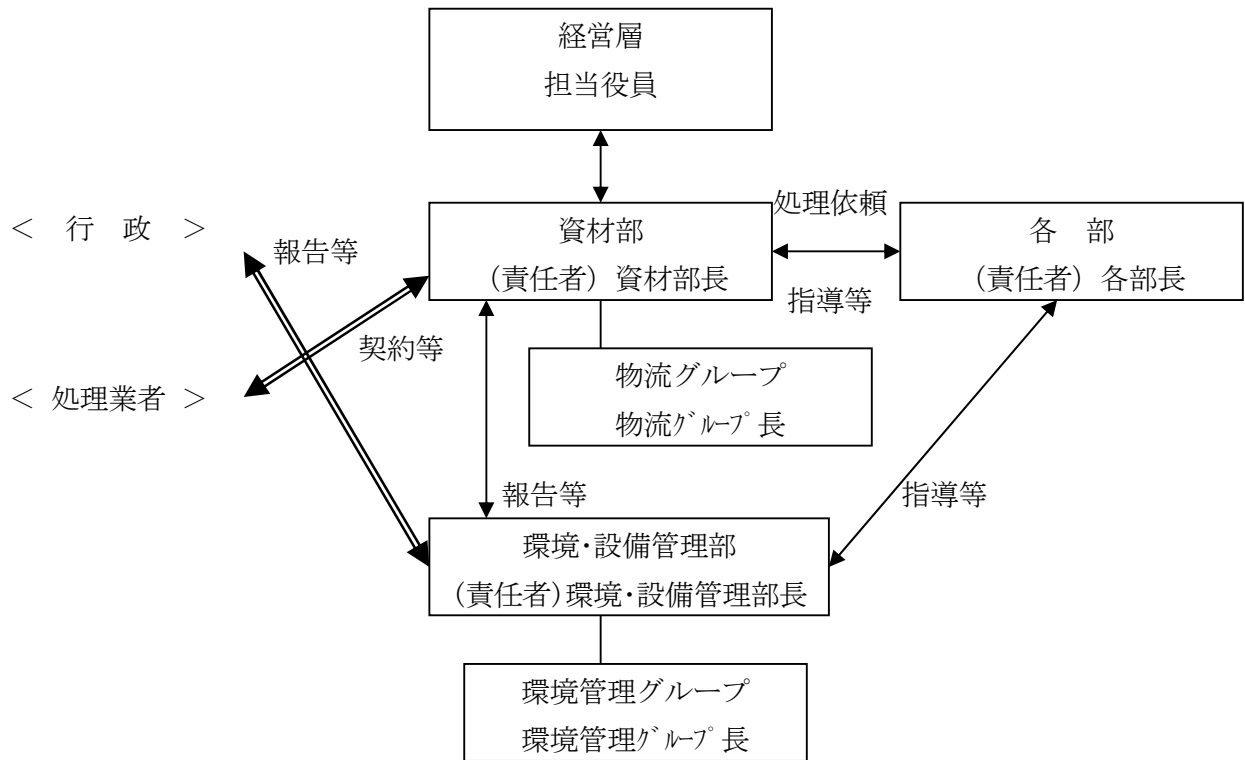 経営層
担当役員
処理依頼
＜ 行 政 ＞
報告等
資材部
(責任者) 資材部長
各 部
(責任者) 各部長
指導等
契約等
＜ 処理業者 ＞
物流グループ
物流ｸﾞﾙｰﾌﾟ長
報告等
指導等
環境・設備管理部
(責任者)環境・設備管理部長
環境管理グループ
環境管理ｸﾞﾙｰﾌﾟ長